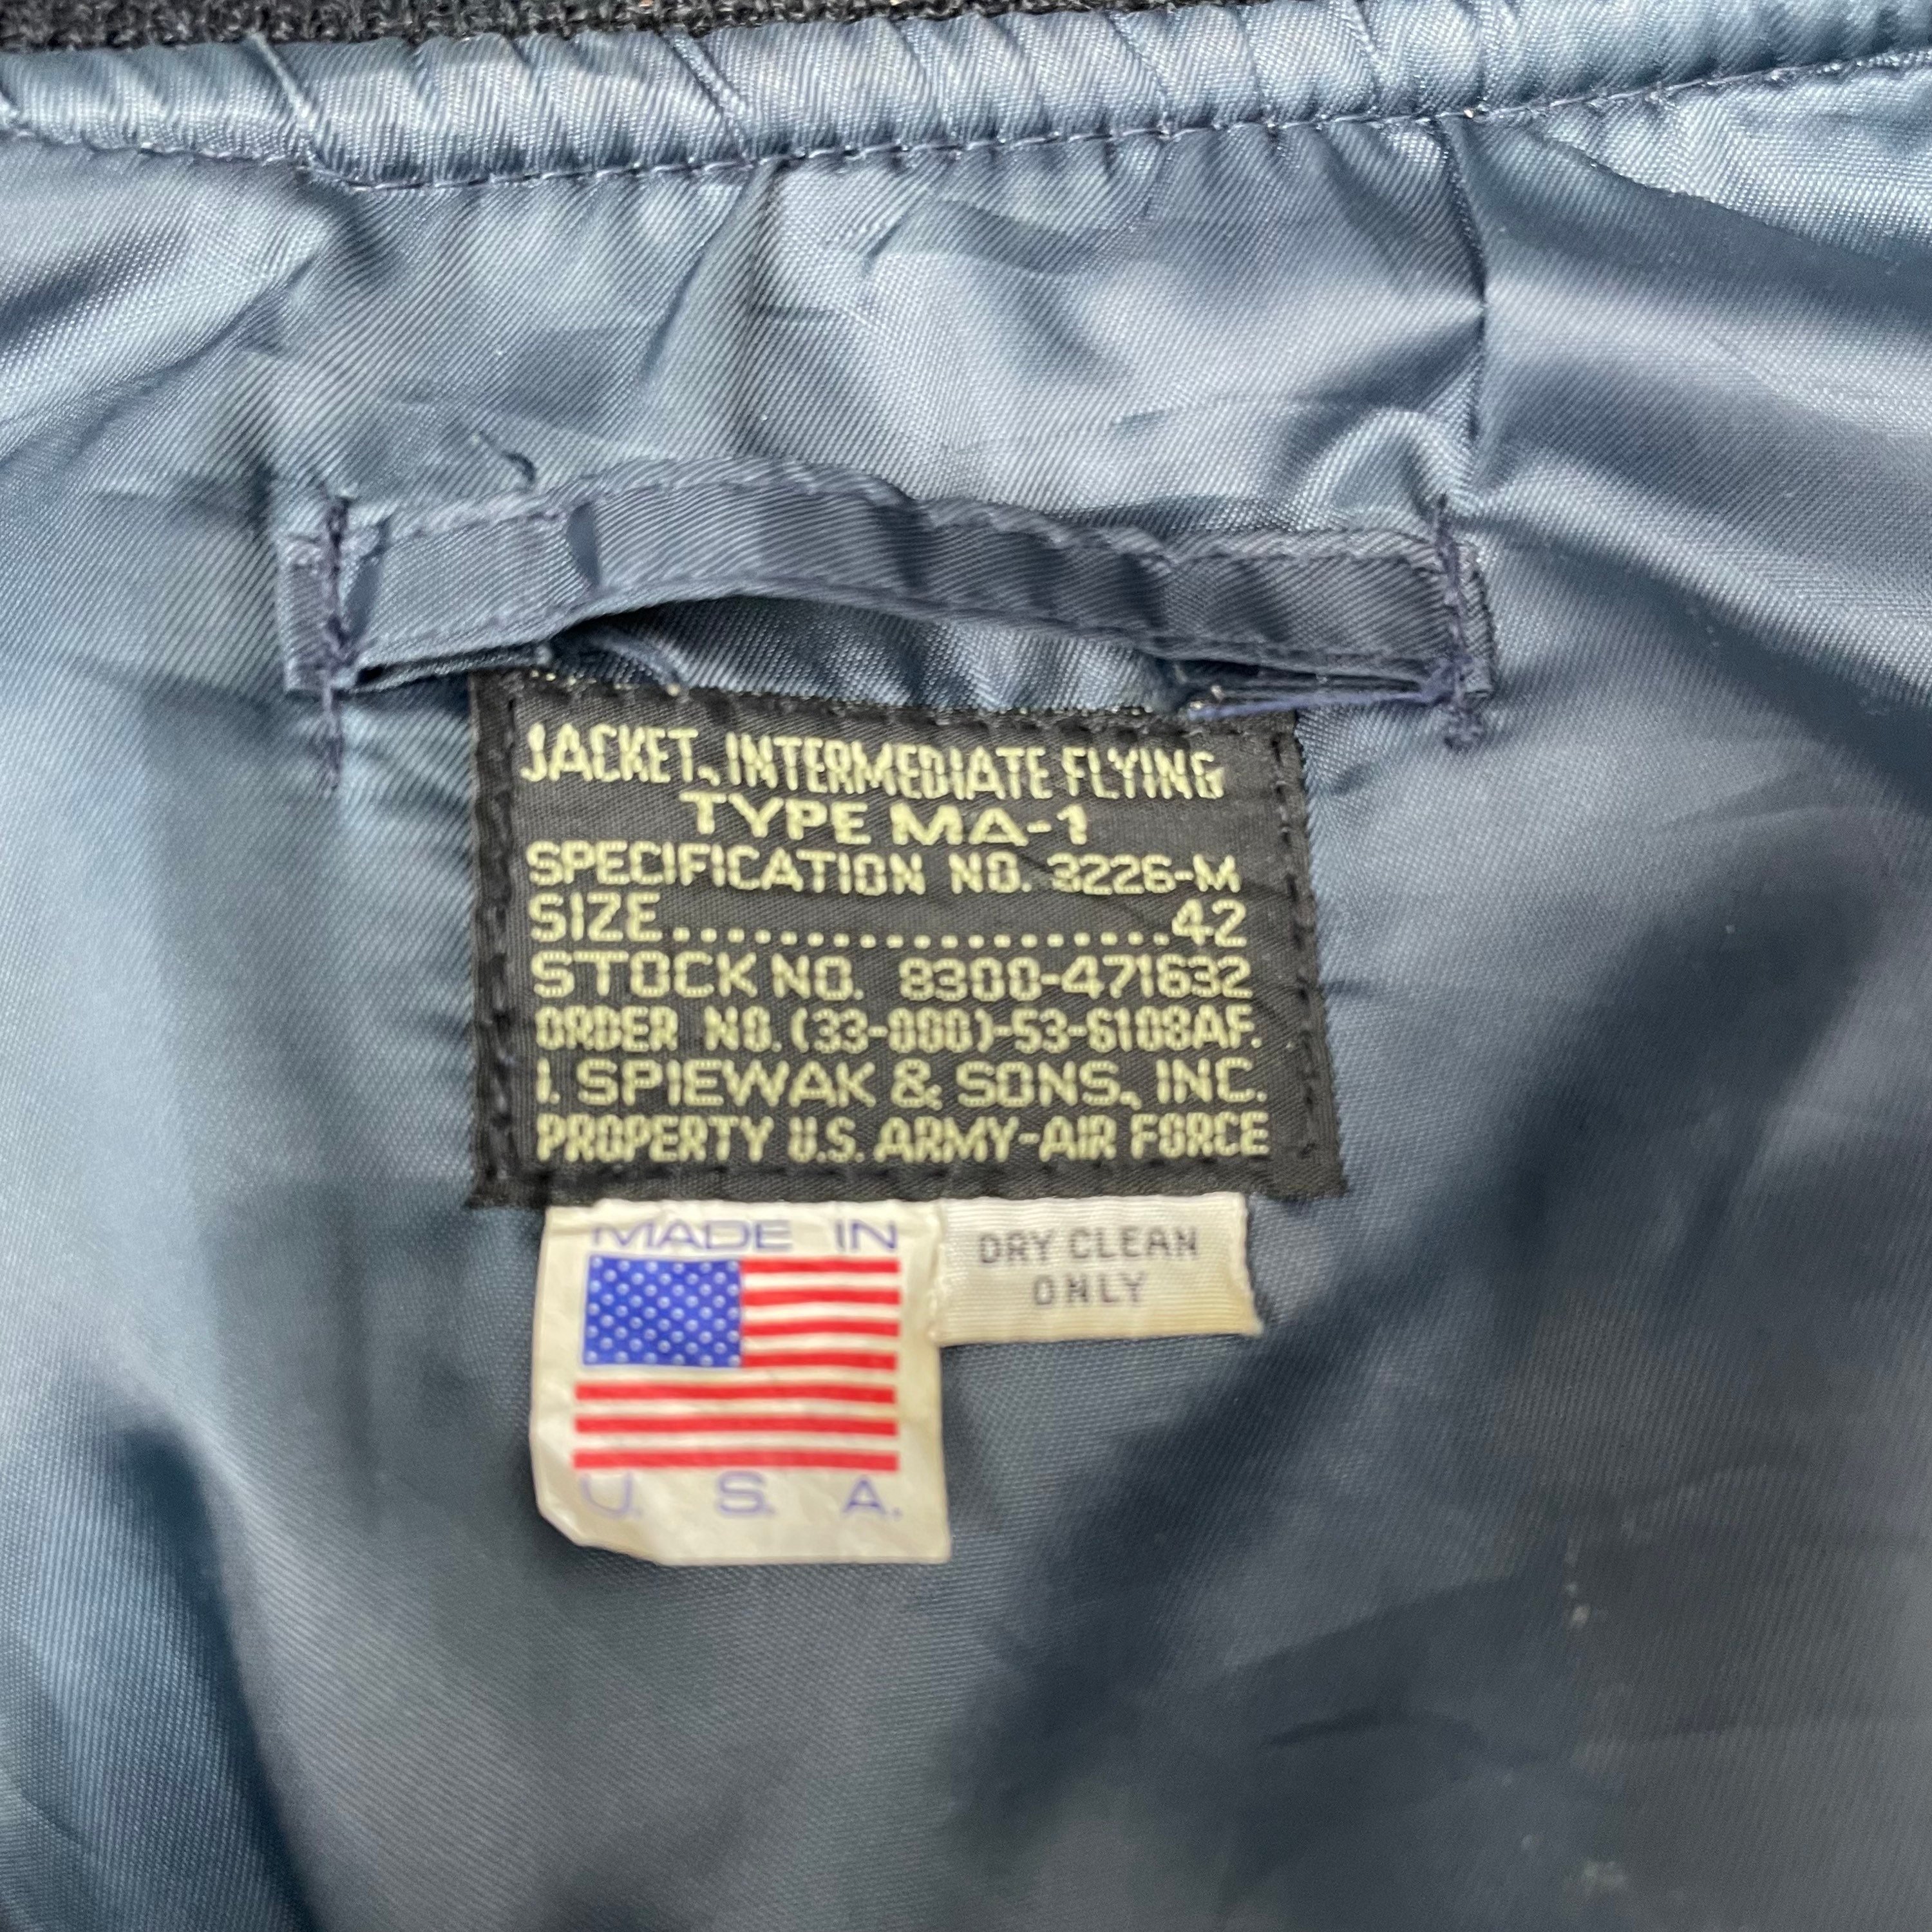 JACKET, INTERMEDIATE FLYING
TYPE MA-1
SPECIFICATION NO. 3226-M
SIZE....................42
STOCK NO. 8300-471632
ORDER NO. (33-000)-53-6108AF.
I. SPIEWAK & SONS, INC.
PROPERTY U.S. ARMY-AIR FORCE
MADE IN
U. S. A.
DRY CLEAN
ONLY